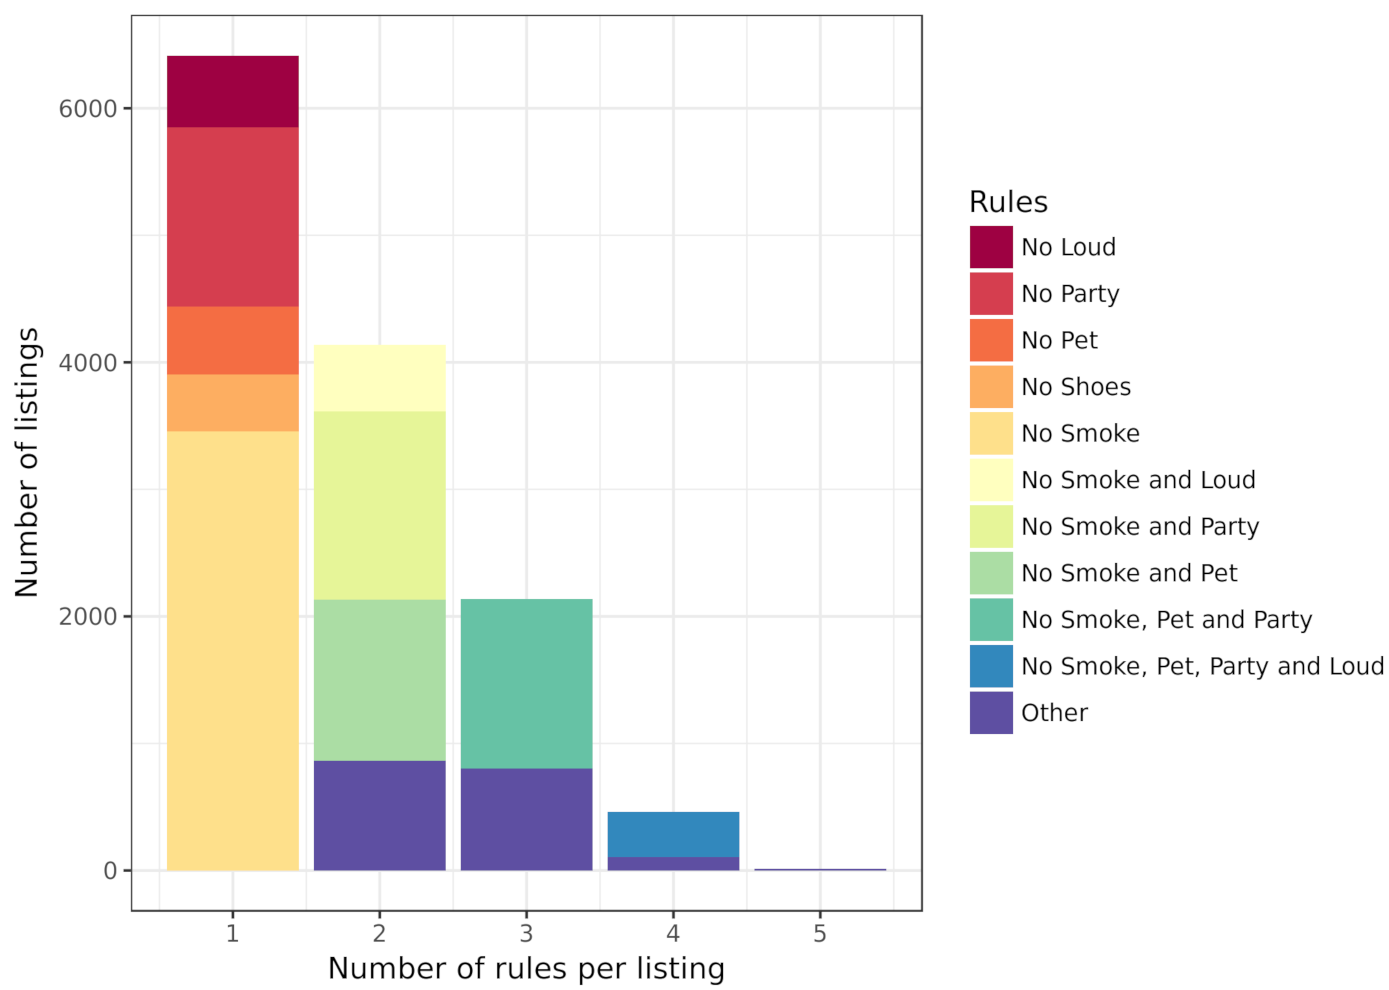 Number of listings
6000
4000
2000
0
1 2 3 4 5
Number of rules per listing
Rules
No Loud
No Party
No Pet
No Shoes
No Smoke
No Smoke and Loud
No Smoke and Party
No Smoke and Pet
No Smoke, Pet and Party
No Smoke, Pet, Party and Loud
Other